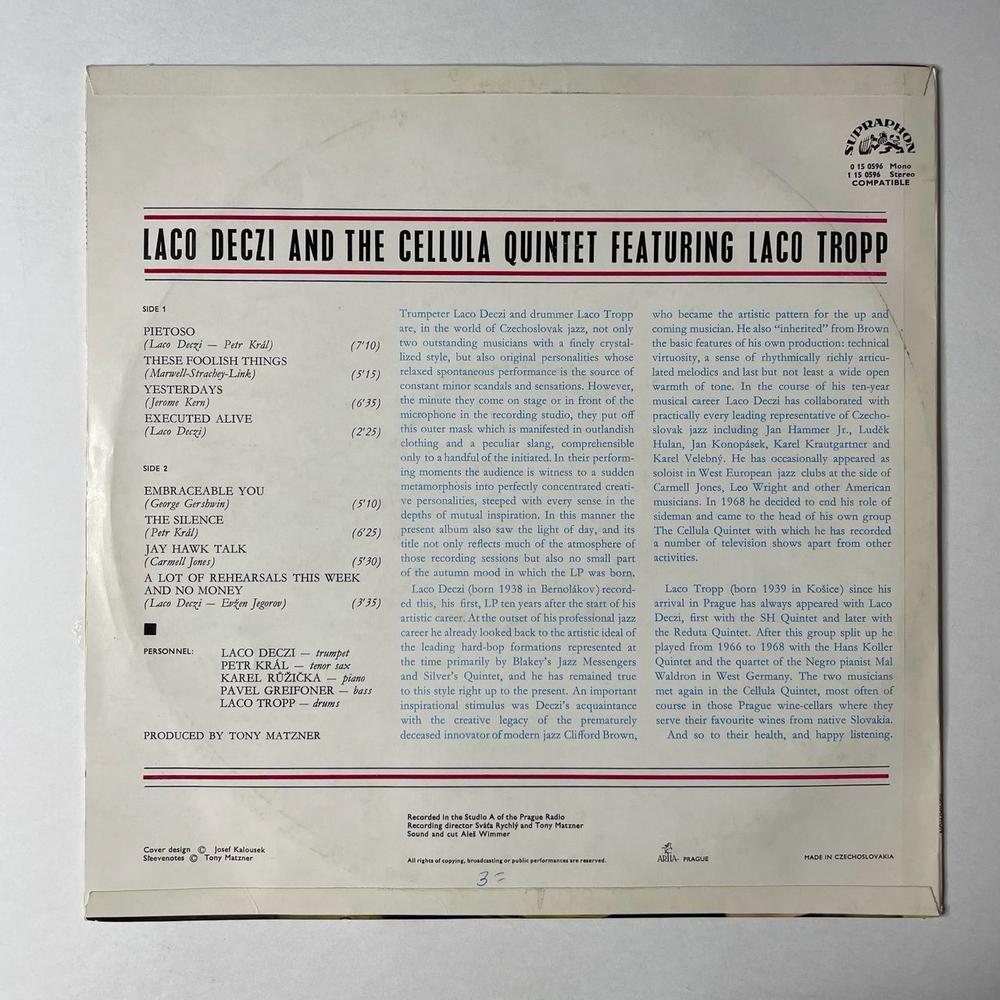 SUPRAPHON
0 15 0596 Mono
1 15 0596 Stereo
COMPATIBLE
LACO DECZI AND THE CELLULA QUINTET FEATURING LACO TROPP
SIDE 1
PIETOSO
(Laco Deczi — Petr Král) (7'10)
THESE FOOLISH THINGS
(Marwell-Strachey-Link) (5'15)
YESTERDAYS
(Jerome Kern) (6'35)
EXECUTED ALIVE
(Laco Deczi) (2'25)
SIDE 2
EMBRACEABLE YOU
(George Gershwin) (5'10)
THE SILENCE
(Petr Král) (6'25)
JAY HAWK TALK
(Carmell Jones) (5'30)
A LOT OF REHEARSALS THIS WEEK
AND NO MONEY
(Laco Deczi — Evžen Jegorov) (3'35)
PERSONNEL: LACO DECZI — trumpet
PETR KRÁL — tenor sax
KAREL RŮŽIČKA — piano
PAVEL GREIFONER — bass
LACO TROPP — drums
PRODUCED BY TONY MATZNER
Trumpeter Laco Deczi and drummer Laco Tropp
are, in the world of Czechoslovak jazz, not only
two outstanding musicians with a finely crystal-
lized style, but also original personalities whose
relaxed spontaneous performance is the source of
constant minor scandals and sensations. However,
the minute they come on stage or in front of the
microphone in the recording studio, they put off
this outer mask which is manifested in outlandish
clothing and a peculiar slang, comprehensible
only to a handful of the initiated. In their perform-
ing moments the audience is witness to a sudden
metamorphosis into perfectly concentrated creati-
ve personalities, steeped with every sense in the
depths of mutual inspiration. In this manner the
present album also saw the light of day, and its
title not only reflects much of the atmosphere of
those recording sessions but also no small part
of the autumn mood in which the LP was born.
Laco Deczi (born 1938 in Bernolákov) record-
ed this, his first, LP ten years after the start of his
artistic career. At the outset of his professional jazz
career he already looked back to the artistic ideal of
the leading hard-bop formations represented at
the time primarily by Blakey's Jazz Messengers
and Silver's Quintet, and he has remained true
to this style right up to the present. An important
inspirational stimulus was Deczi's acquaintance
with the creative legacy of the prematurely
deceased innovator of modern jazz Clifford Brown,
who became the artistic pattern for the up and
coming musician. He also “inherited” from Brown
the basic features of his own production: technical
virtuosity, a sense of rhythmically richly articu-
lated melodics and last but not least a wide open
warmth of tone. In the course of his ten-year
musical career Laco Deczi has collaborated with
practically every leading representative of Czecho-
slovak jazz including Jan Hammer Jr., Luděk
Hulan, Jan Konopásek, Karel Krautgartner and
Karel Velebný. He has occasionally appeared as
soloist in West European jazz clubs at the side of
Carmell Jones, Leo Wright and other American
musicians. In 1968 he decided to end his role of
sideman and came to the head of his own group
The Cellula Quintet with which he has recorded
a number of television shows apart from other
activities.
Laco Tropp (born 1939 in Košice) since his
arrival in Prague has always appeared with Laco
Deczi, first with the SH Quintet and later with
the Reduta Quintet. After this group split up he
played from 1966 to 1968 with the Hans Koller
Quintet and the quartet of the Negro pianist Mal
Waldron in West Germany. The two musicians
met again in the Cellula Quintet, most often of
course in those Prague wine-cellars where they
serve their favourite wines from native Slovakia.
And so to their health, and happy listening.
Recorded in the Studio A of the Prague Radio
Recording director Sváťa Rychlý and Tony Matzner
Sound and cut Aleš Wimmer
Cover design © Josef Kalousek
Sleevenotes © Tony Matzner
All rights of copying, broadcasting or public performances are reserved.
ARTIA PRAGUE
MADE IN CZECHOSLOVAKIA
3=